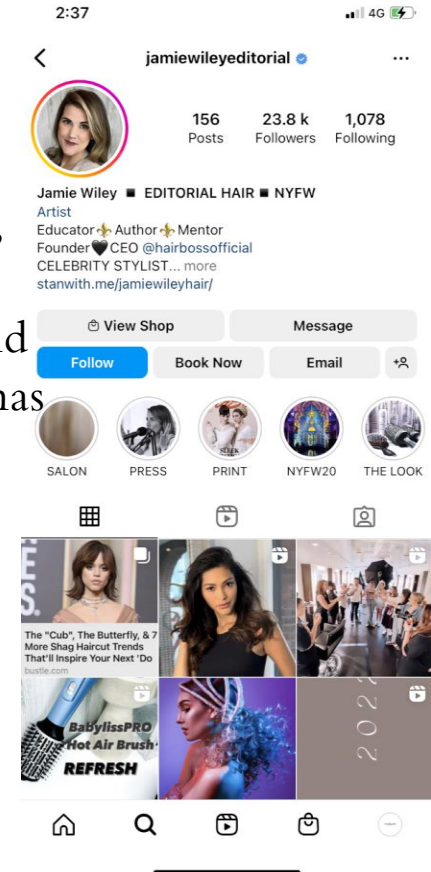 2:37
4G
jamiewileyeditorial
156 23.8 k 1,078
Posts Followers Following
Jamie Wiley ◾ EDITORIAL HAIR ◾ NYFW
Artist
Educator⚜Author⚜Mentor
Founder🖤CEO @hairbossofficial
CELEBRITY STYLIST... more
stanwith.me/jamiewileyhair/
View Shop Message
Follow Book Now Email
nas
SALON PRESS PRINT NYFW20 THE LOOK
The "Cub", The Butterfly, & 7
More Shag Haircut Trends
That'll Inspire Your Next 'Do
bustle.com
BabylissPRO
Hot Air Brush
REFRESH